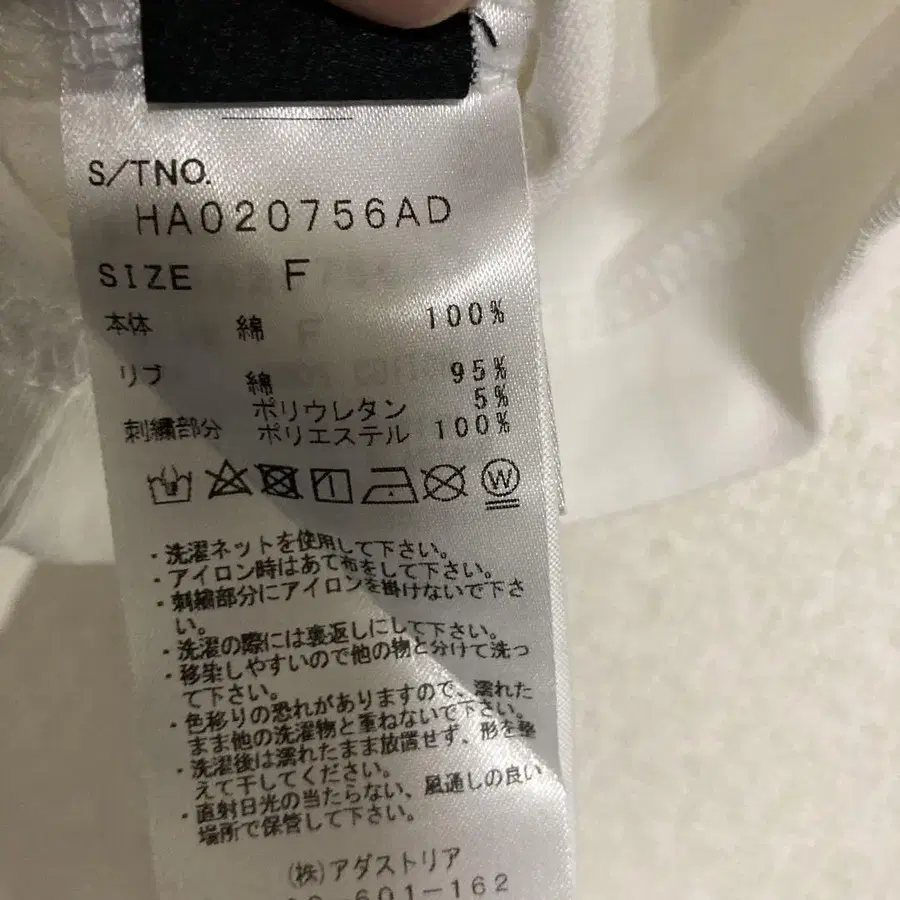 S/TNO.
HA020756AD
SIZE F
本体 綿 100%
リブ 綿 95%
ポリウレタン 5%
刺繍部分 ポリエステル 100%
W
・洗濯ネットを使用して下さい。
・アイロン時はあて布をして下さい。
・刺繍部分にアイロンを掛けないで下さ
い。
・洗濯の際には裏返しにして下さい。
・移染しやすいので他の物と分けて洗っ
て下さい。
・色移りの恐れがありますので、濡れた
まま他の洗濯物と重ねないで下さい。
・洗濯後は濡れたまま放置せず、形を整
えて干してください。
・直射日光の当たらない、風通しの良い
場所で保管して下さい。
(株)アダストリア
601-162